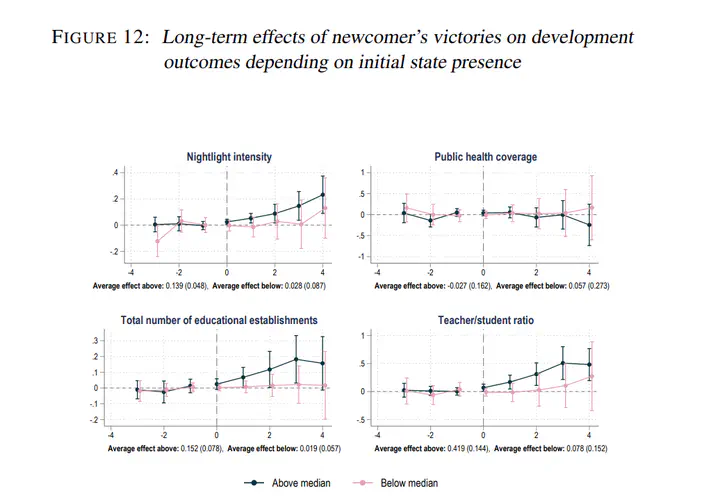 FIGURE 12: Long-term effects of newcomer's victories on development
outcomes depending on initial state presence
Nightlight intensity
.4
.2
0
-.2
-4 -2 0 2 4
Average effect above: 0.139 (0.048), Average effect below: 0.028 (0.087)
Public health coverage
1
.5
0
-.5
-1
-4 -2 0 2 4
Average effect above: -0.027 (0.162), Average effect below: 0.057 (0.273)
Total number of educational establishments
.3
.2
.1
0
-.1
-.2
-4 -2 0 2 4
Average effect above: 0.152 (0.078), Average effect below: 0.019 (0.057)
Teacher/student ratio
1
.5
0
-.5
-4 -2 0 2 4
Average effect above: 0.419 (0.144), Average effect below: 0.078 (0.152)
Above median Below median